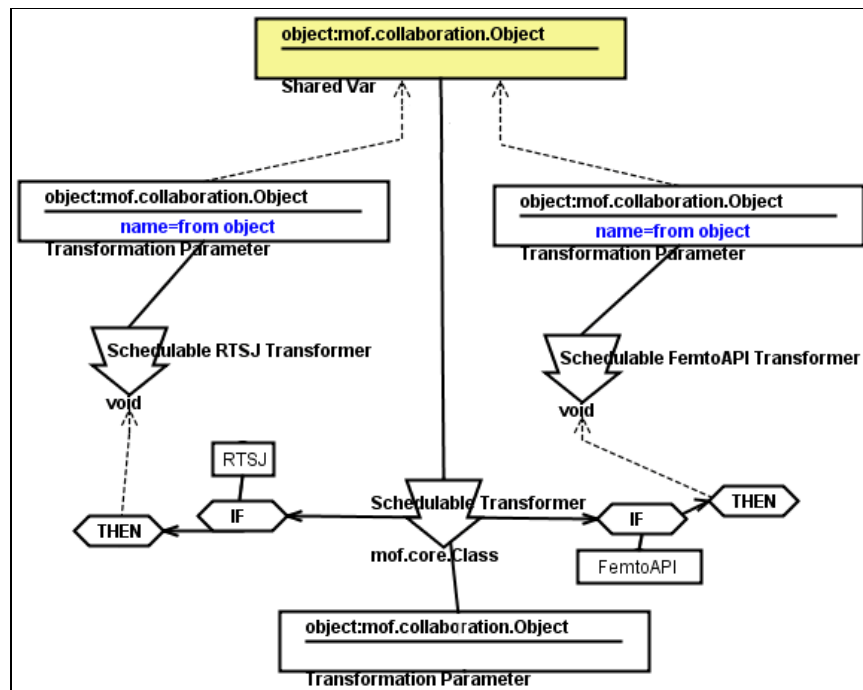 object:mof.collaboration.Object
Shared Var
object:mof.collaboration.Object
name=from object
Transformation Parameter
object:mof.collaboration.Object
name=from object
Transformation Parameter
Schedulable RTSJ Transformer
void
Schedulable FemtoAPI Transformer
void
RTSJ
THEN
IF
Schedulable Transformer
mof.core.Class
IF
THEN
FemtoAPI
object:mof.collaboration.Object
Transformation Parameter